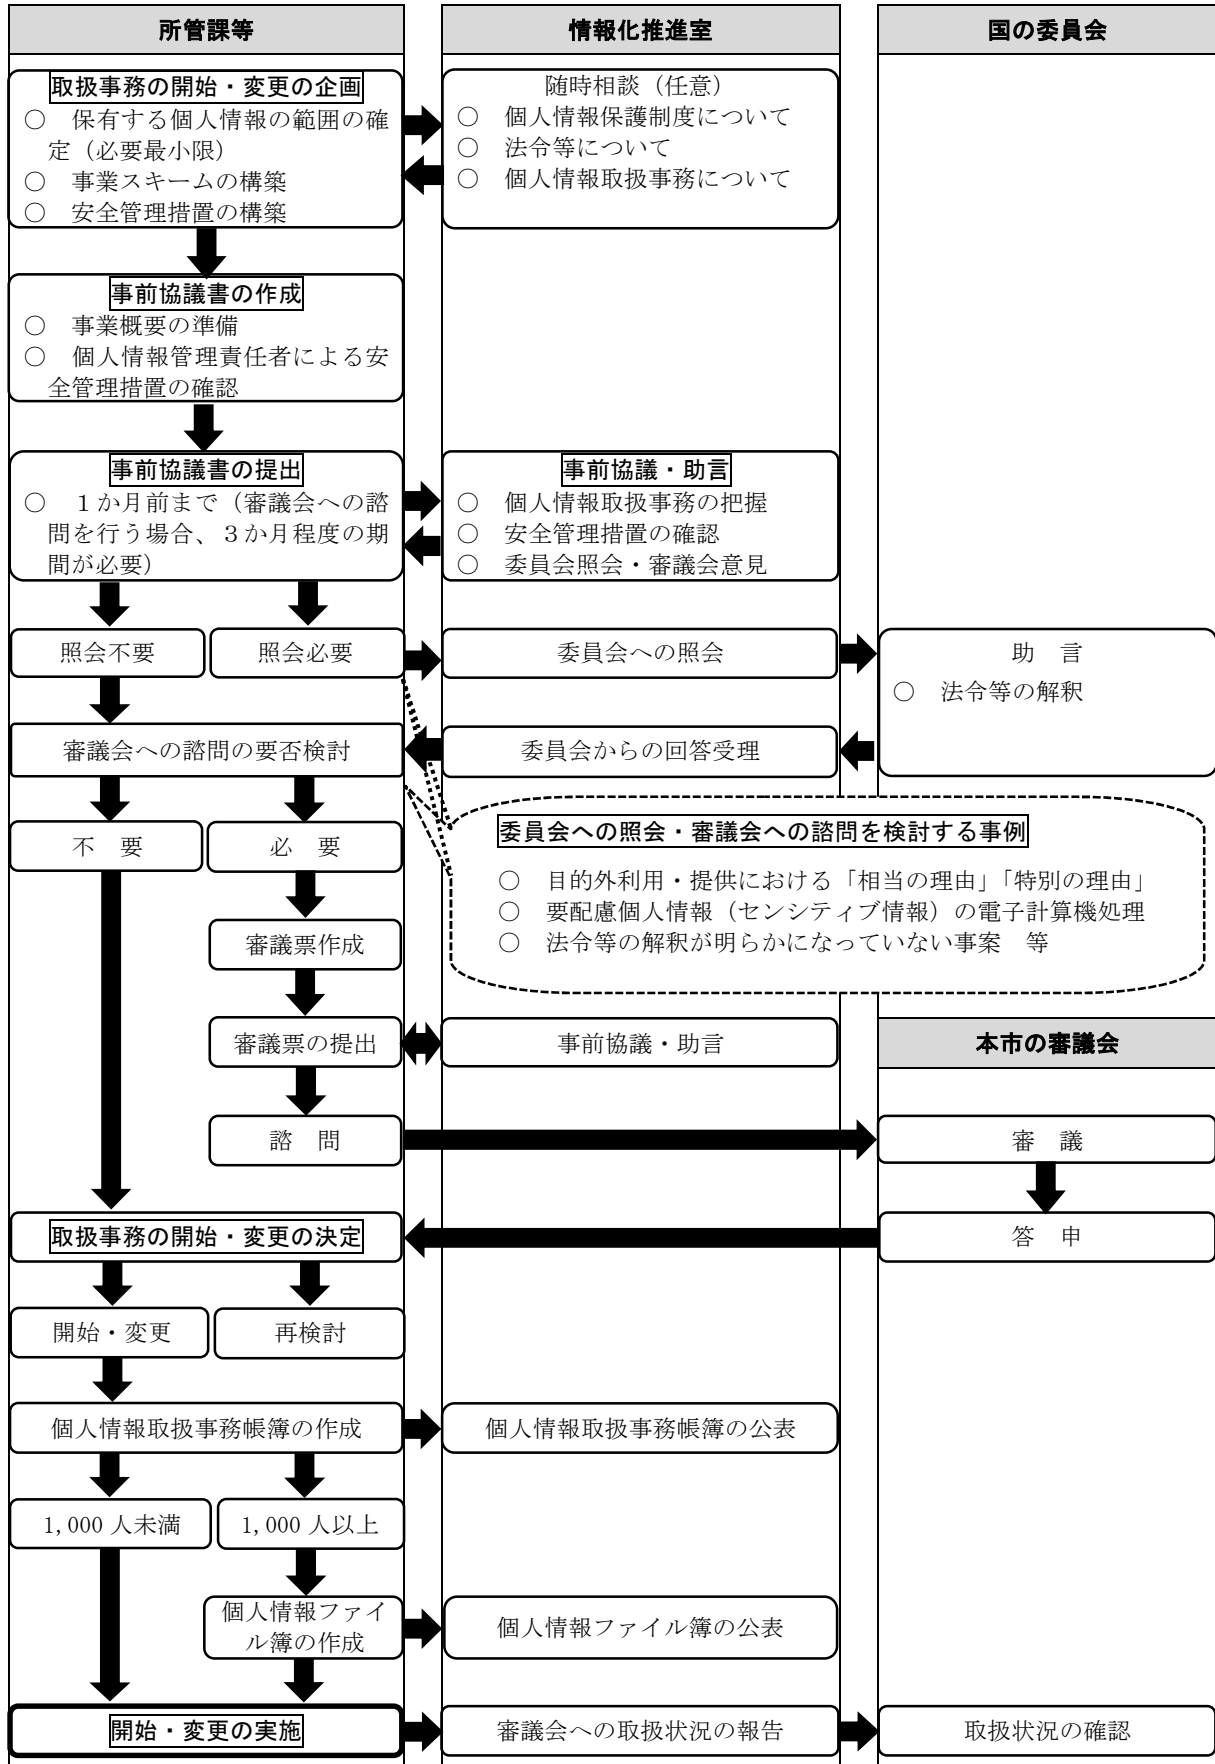 所管課等
情報化推進室
国の委員会
取扱事務の開始・変更の企画
○　保有する個人情報の範囲の確
定（必要最小限）
○　事業スキームの構築
○　安全管理措置の構築
随時相談（任意）
○　個人情報保護制度について
○　法令等について
○　個人情報取扱事務について
事前協議書の作成
○　事業概要の準備
○　個人情報管理責任者による安
全管理措置の確認
事前協議書の提出
○　１か月前まで（審議会への諮
問を行う場合、３か月程度の期
間が必要）
事前協議・助言
○　個人情報取扱事務の把握
○　安全管理措置の確認
○　委員会照会・審議会意見
照会不要
照会必要
委員会への照会
助　言
○　法令等の解釈
審議会への諮問の要否検討
委員会からの回答受理
不　要
必　要
委員会への照会・審議会への諮問を検討する事例
○　目的外利用・提供における「相当の理由」「特別の理由」
○　要配慮個人情報（センシティブ情報）の電子計算機処理
○　法令等の解釈が明らかになっていない事案　等
審議票作成
審議票の提出
事前協議・助言
本市の審議会
諮　問
審　議
取扱事務の開始・変更の決定
答　申
開始・変更
再検討
個人情報取扱事務帳簿の作成
個人情報取扱事務帳簿の公表
1,000 人未満
1,000 人以上
個人情報ファイ
ル簿の作成
個人情報ファイル簿の公表
開始・変更の実施
審議会への取扱状況の報告
取扱状況の確認